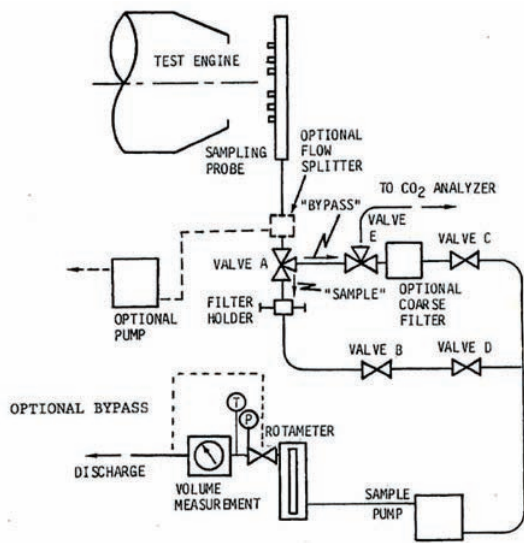 TEST ENGINE
SAMPLING
PROBE
OPTIONAL
FLOW
SPLITTER
TO CO2 ANALYZER
"BYPASS"
VALVE
E
VALVE C
VALVE A
"SAMPLE"
OPTIONAL
COARSE
FILTER
OPTIONAL
PUMP
FILTER
HOLDER
VALVE B
VALVE D
OPTIONAL BYPASS
T
P
ROTAMETER
DISCHARGE
VOLUME
MEASUREMENT
SAMPLE
PUMP